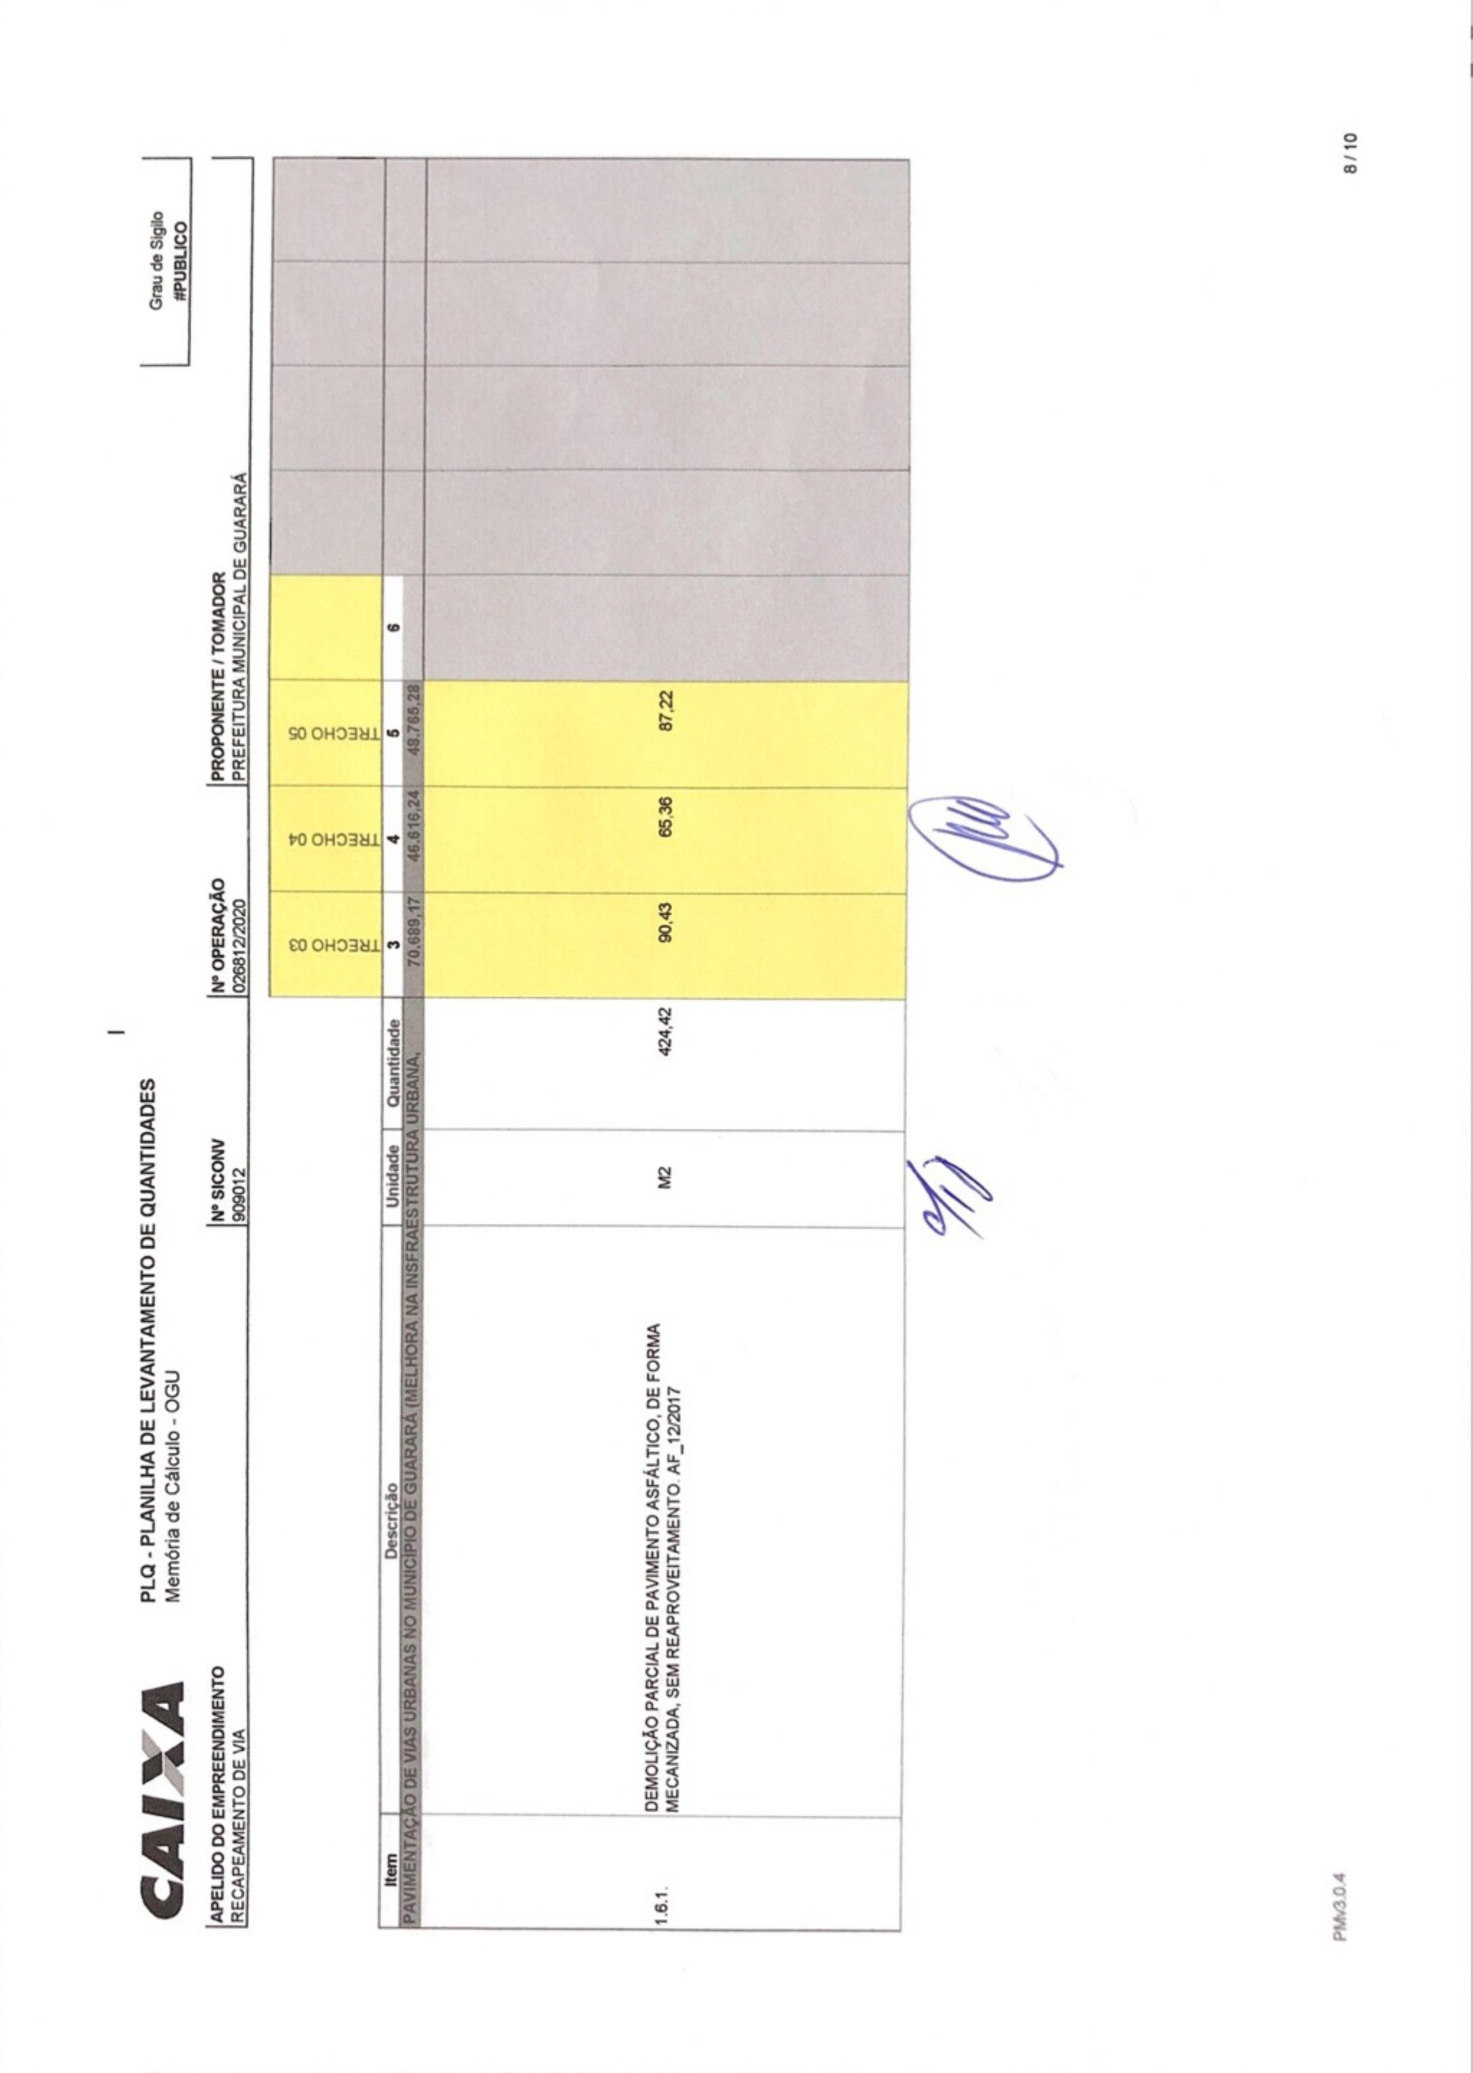 CAIXA
PLQ - PLANILHA DE LEVANTAMENTO DE QUANTIDADES
Memória de Cálculo - OGU
Grau de Sigilo
#PUBLICO
APELIDO DO EMPREENDIMENTO
RECAPEAMENTO DE VIA
Nº SICONV
909012
Nº OPERAÇÃO
026812/2020
PROPONENTE / TOMADOR
PREFEITURA MUNICIPAL DE GUARARÁ
TRECHO 03 TRECHO 04 TRECHO 05
Item Descrição Unidade Quantidade 3 4 5 6
PAVIMENTAÇÃO DE VIAS URBANAS NO MUNICIPIO DE GUARARÁ (MELHORA NA INSFRAESTRUTURA URBANA, 70.689,17 46.616,24 48.765,28
1.6.1. DEMOLIÇÃO PARCIAL DE PAVIMENTO ASFÁLTICO, DE FORMA
MECANIZADA, SEM REAPROVEITAMENTO. AF_12/2017 M2 424,42 90,43 65,36 87,22
PMv3.0.4
8 / 10